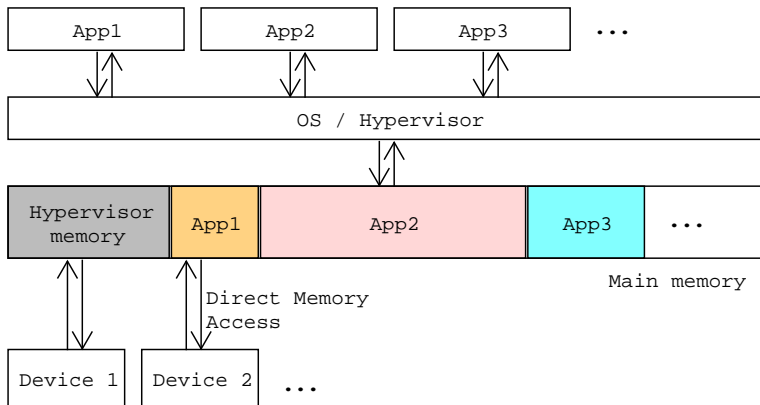 App1
App2
App3
...
OS / Hypervisor
Hypervisor
memory
App1
App2
App3
...
Main memory
Direct Memory
Access
Device 1
Device 2
...